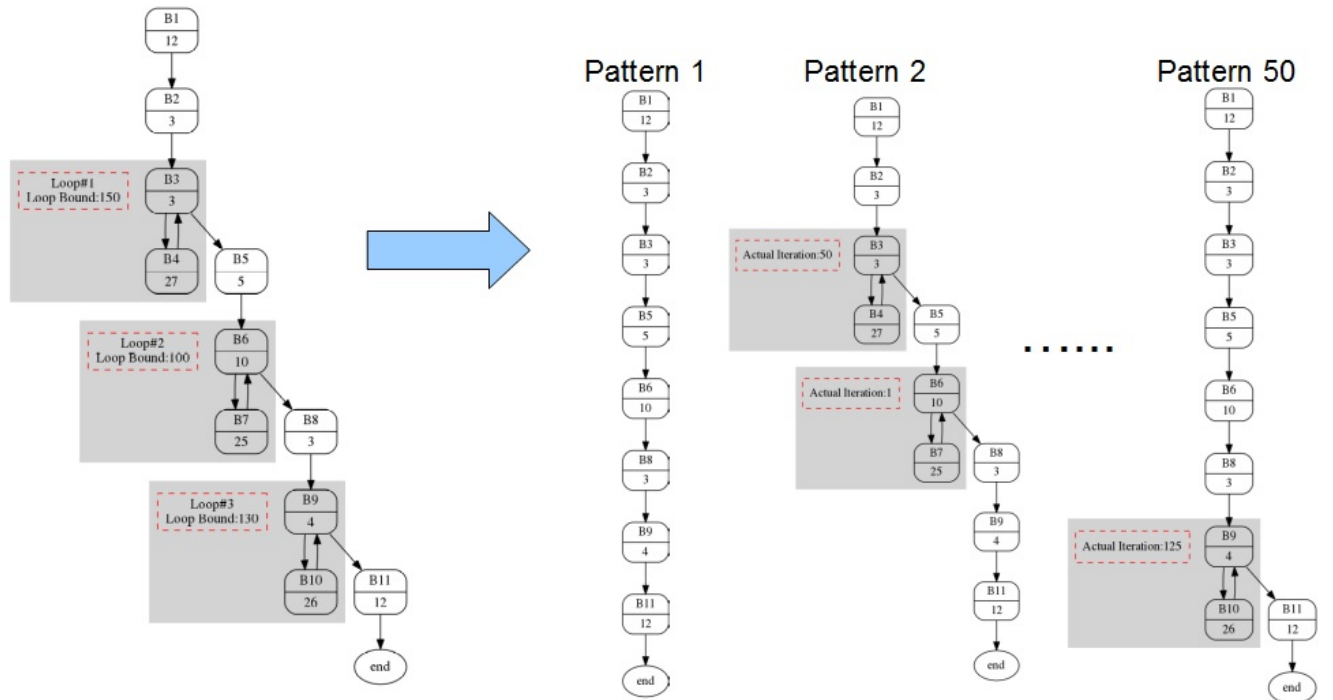 B1
12
B2
3
Loop#1
Loop Bound:150
B3
3
B4
27
B5
5
Loop#2
Loop Bound:100
B6
10
B7
25
B8
3
Loop#3
Loop Bound:130
B9
4
B10
26
B11
12
end
Pattern 1
B1
12
B2
3
B3
3
B5
5
B6
10
B8
3
B9
4
B11
12
end
Pattern 2
B1
12
B2
3
Actual Iteration:50
B3
3
B4
27
B5
5
Actual Iteration:1
B6
10
B7
25
B8
3
B9
4
B11
12
end
......
Pattern 50
B1
12
B2
3
B3
3
B5
5
B6
10
B8
3
Actual Iteration:125
B9
4
B10
26
B11
12
end